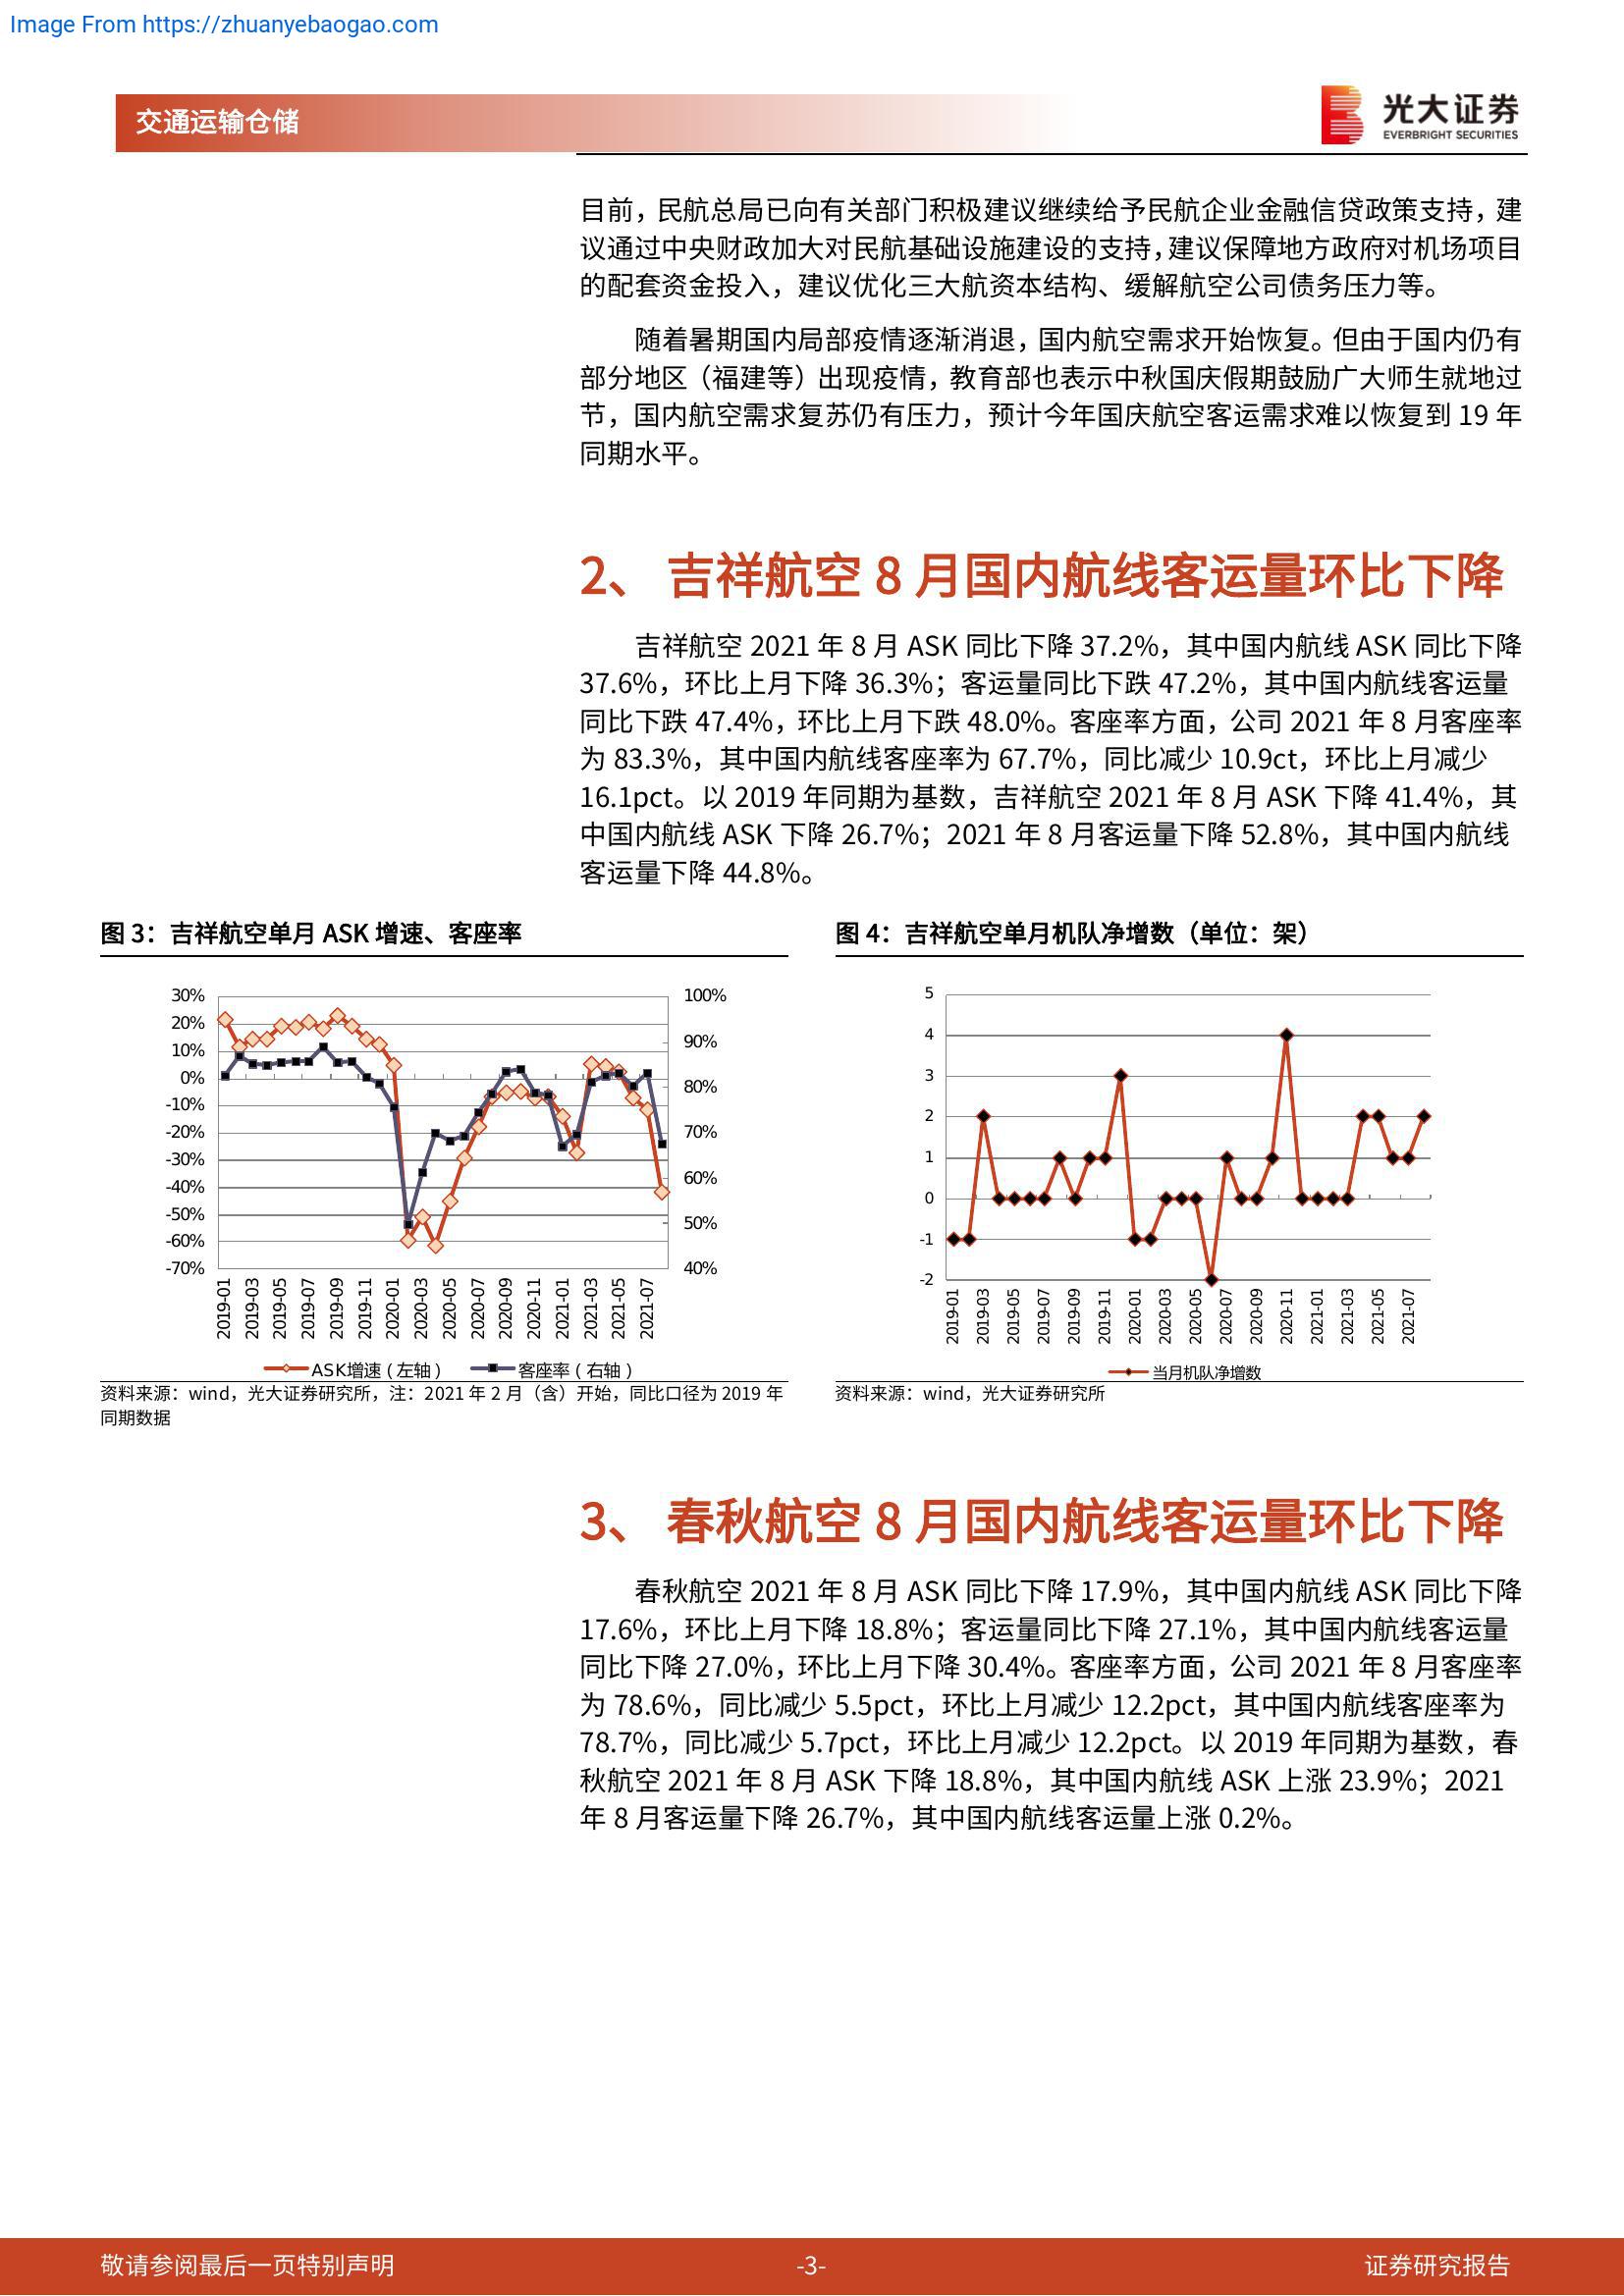 Image From https://zhuanyebaogao.com
交通运输仓储
光大证券
EVERBRIGHT SECURITIES
目前，民航总局已向有关部门积极建议继续给予民航企业金融信贷政策支持，建
议通过中央财政加大对民航基础设施建设的支持，建议保障地方政府对机场项目
的配套资金投入，建议优化三大航资本结构、缓解航空公司债务压力等。
随着暑期国内局部疫情逐渐消退，国内航空需求开始恢复。但由于国内仍有
部分地区（福建等）出现疫情，教育部也表示中秋国庆假期鼓励广大师生就地过
节，国内航空需求复苏仍有压力，预计今年国庆航空客运需求难以恢复到 19 年
同期水平。
2、 吉祥航空 8 月国内航线客运量环比下降
吉祥航空 2021 年 8 月 ASK 同比下降 37.2%，其中国内航线 ASK 同比下降
37.6%，环比上月下降 36.3%；客运量同比下跌 47.2%，其中国内航线客运量
同比下跌 47.4%，环比上月下跌 48.0%。客座率方面，公司 2021 年 8 月客座率
为 83.3%，其中国内航线客座率为 67.7%，同比减少 10.9ct，环比上月减少
16.1pct。以 2019 年同期为基数，吉祥航空 2021 年 8 月 ASK 下降 41.4%，其
中国内航线 ASK 下降 26.7%；2021 年 8 月客运量下降 52.8%，其中国内航线
客运量下降 44.8%。
图 3：吉祥航空单月 ASK 增速、客座率
30%
20%
10%
0%
-10%
-20%
-30%
-40%
-50%
-60%
-70%
100%
90%
80%
70%
60%
50%
40%
2019-01
2019-03
2019-05
2019-07
2019-09
2019-11
2020-01
2020-03
2020-05
2020-07
2020-09
2020-11
2021-01
2021-03
2021-05
2021-07
ASK增速（左轴） 客座率（右轴）
资料来源：wind，光大证券研究所，注：2021 年 2 月（含）开始，同比口径为 2019 年
同期数据
图 4：吉祥航空单月机队净增数（单位：架）
5
4
3
2
1
0
-1
-2
2019-01
2019-03
2019-05
2019-07
2019-09
2019-11
2020-01
2020-03
2020-05
2020-07
2020-09
2020-11
2021-01
2021-03
2021-05
2021-07
当月机队净增数
资料来源：wind，光大证券研究所
3、 春秋航空 8 月国内航线客运量环比下降
春秋航空 2021 年 8 月 ASK 同比下降 17.9%，其中国内航线 ASK 同比下降
17.6%，环比上月下降 18.8%；客运量同比下降 27.1%，其中国内航线客运量
同比下降 27.0%，环比上月下降 30.4%。客座率方面，公司 2021 年 8 月客座率
为 78.6%，同比减少 5.5pct，环比上月减少 12.2pct，其中国内航线客座率为
78.7%，同比减少 5.7pct，环比上月减少 12.2pct。以 2019 年同期为基数，春
秋航空 2021 年 8 月 ASK 下降 18.8%，其中国内航线 ASK 上涨 23.9%；2021
年 8 月客运量下降 26.7%，其中国内航线客运量上涨 0.2%。
敬请参阅最后一页特别声明
-3-
证券研究报告